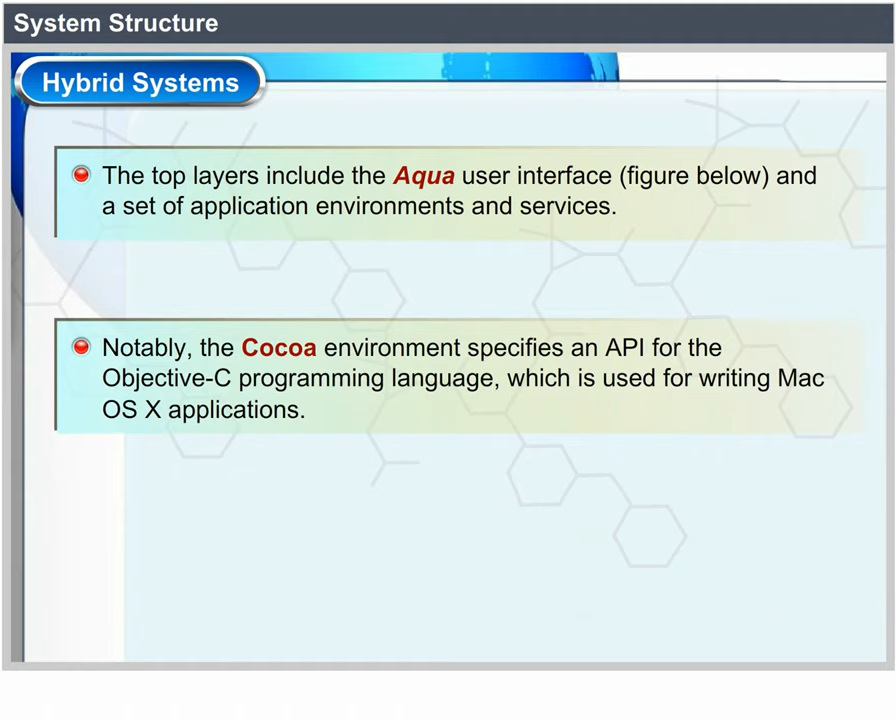 System Structure
Hybrid Systems
The top layers include the Aqua user interface (figure below) and
a set of application environments and services.
Notably, the Cocoa environment specifies an API for the
Objective-C programming language, which is used for writing Mac
OS X applications.